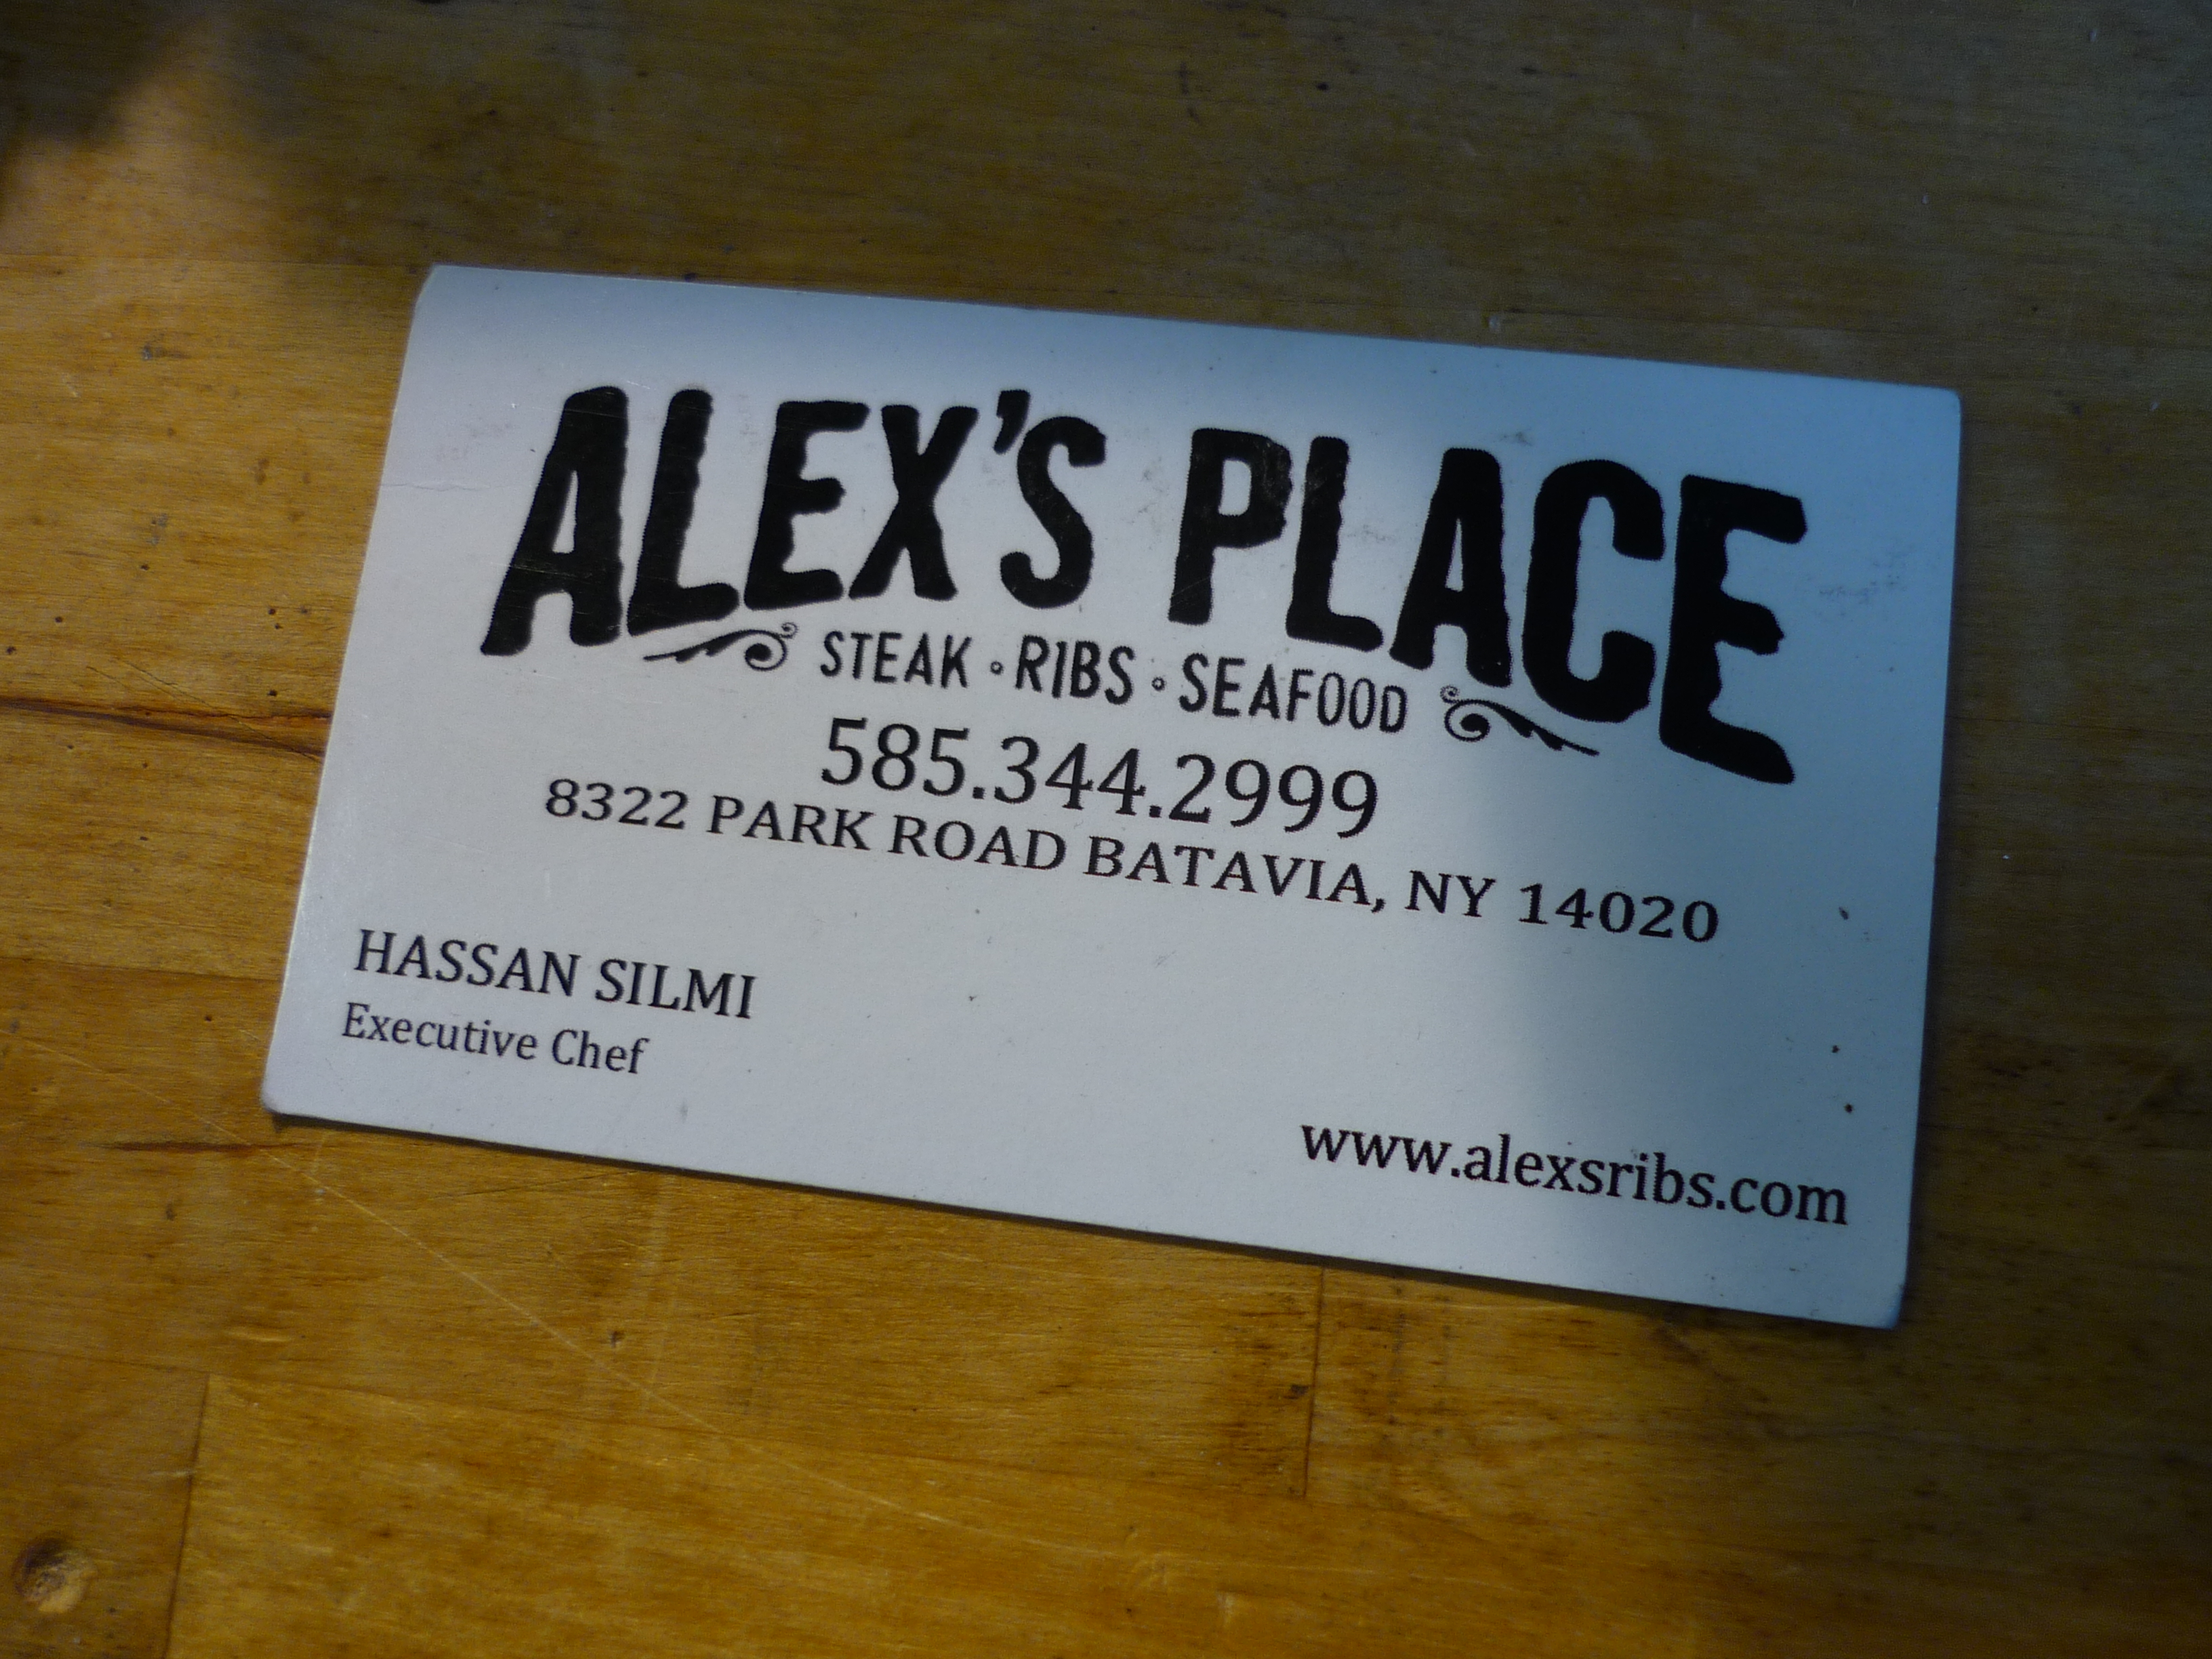 ALEX'S PLACE
STEAK • RIBS • SEAFOOD
585.344.2999
8322 PARK ROAD BATAVIA, NY 14020
HASSAN SILMI
Executive Chef
www.alexsribs.com